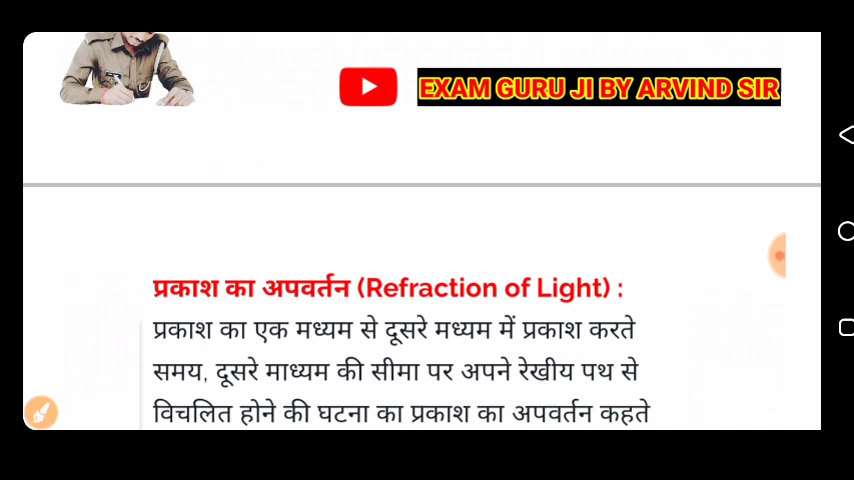 EXAM GURU JI BY ARVIND SIR
प्रकाश का अपवर्तन (Refraction of Light) :
प्रकाश का एक मध्यम से दूसरे मध्यम में प्रकाश करते
समय, दूसरे माध्यम की सीमा पर अपने रेखीय पथ से
विचलित होने की घटना का प्रकाश का अपवर्तन कहते